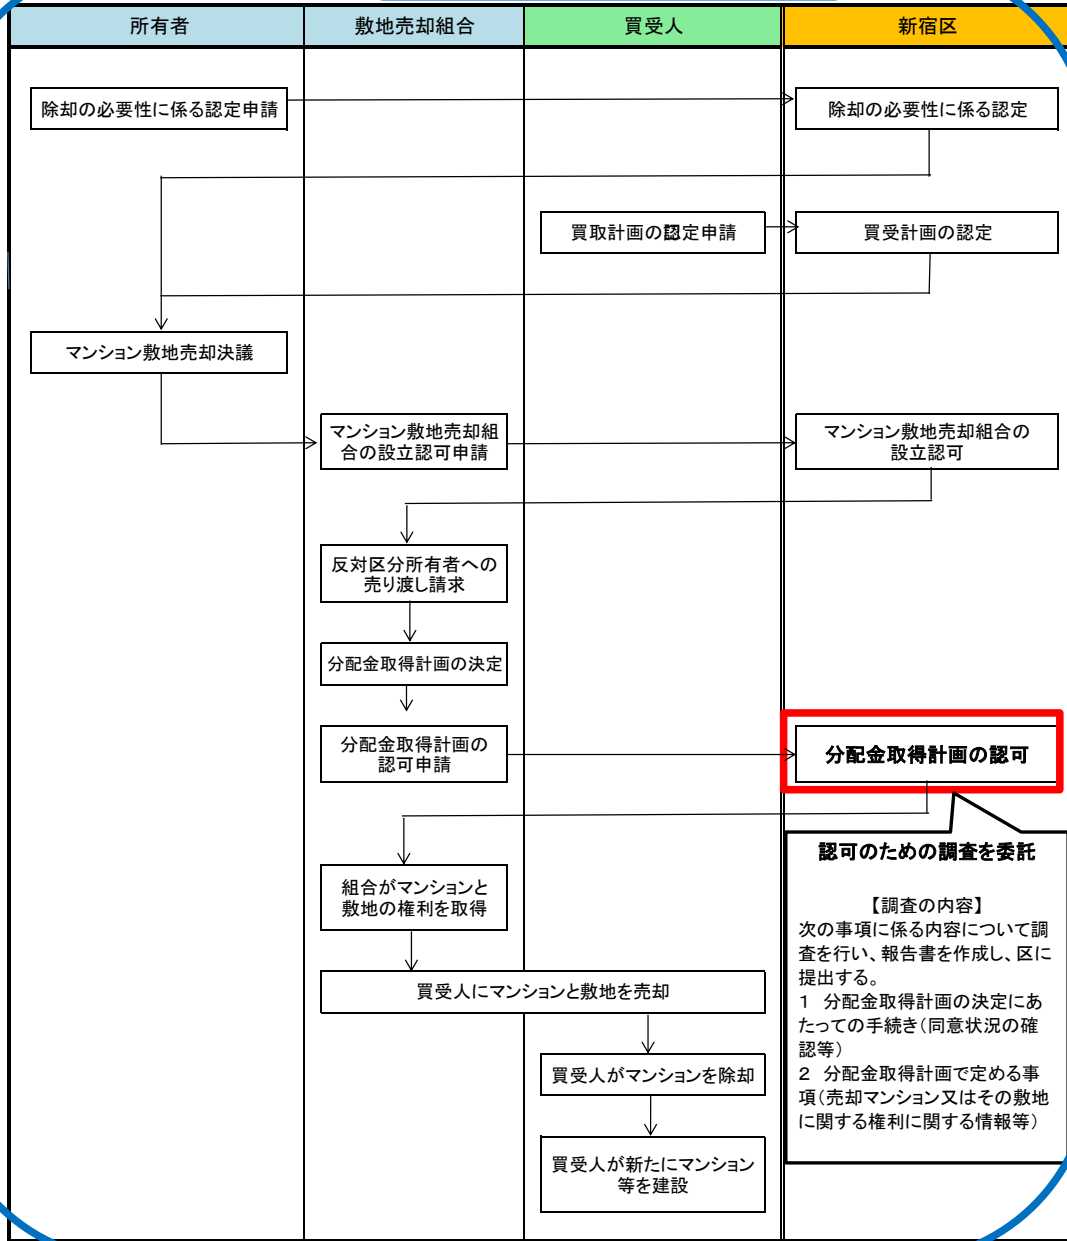 所有者
敷地売却組合
買受人
新宿区
除却の必要性に係る認定申請
除却の必要性に係る認定
買取計画の認定申請
買受計画の認定
マンション敷地売却決議
マンション敷地売却組
合の設立認可申請
マンション敷地売却組合の
設立認可
反対区分所有者への
売り渡し請求
分配金取得計画の決定
分配金取得計画の
認可申請
分配金取得計画の認可
組合がマンションと
敷地の権利を取得
買受人にマンションと敷地を売却
買受人がマンションを除却
買受人が新たにマンション
等を建設
認可のための調査を委託
【調査の内容】
次の事項に係る内容について調
査を行い、報告書を作成し、区に
提出する。
1 分配金取得計画の決定にあ
たっての手続き(同意状況の確
認等)
2 分配金取得計画で定める事
項(売却マンション又はその敷地
に関する権利に関する情報等)